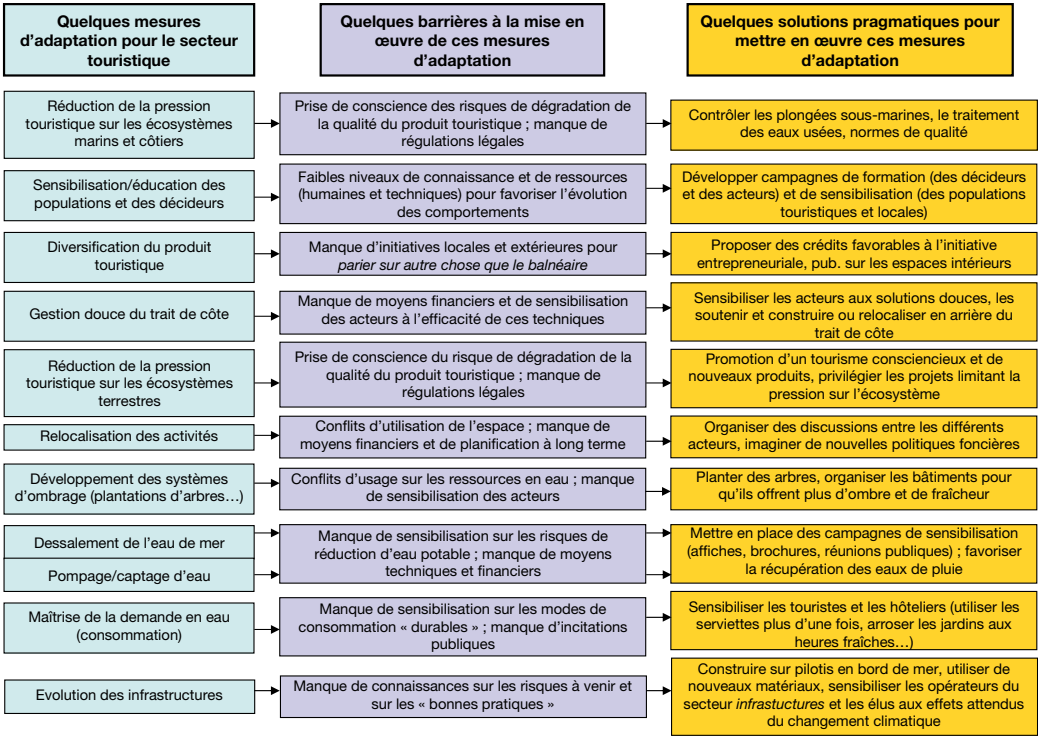 Quelques mesures
d'adaptation pour le secteur
touristique
Quelques barrières à la mise en
œuvre de ces mesures
d'adaptation
Quelques solutions pragmatiques pour
mettre en œuvre ces mesures
d'adaptation
Réduction de la pression
touristique sur les écosystèmes
marins et côtiers
Prise de conscience des risques de dégradation de
la qualité du produit touristique ; manque de
régulations légales
Contrôler les plongées sous-marines, le traitement
des eaux usées, normes de qualité
Sensibilisation/éducation des
populations et des décideurs
Faibles niveaux de connaissance et de ressources
(humaines et techniques) pour favoriser l'évolution
des comportements
Développer campagnes de formation (des décideurs
et des acteurs) et de sensibilisation (des populations
touristiques et locales)
Diversification du produit
touristique
Manque d'initiatives locales et extérieures pour
parier sur autre chose que le balnéaire
Proposer des crédits favorables à l'initiative
entrepreneuriale, pub. sur les espaces intérieurs
Gestion douce du trait de côte
Manque de moyens financiers et de sensibilisation
des acteurs à l'efficacité de ces techniques
Sensibiliser les acteurs aux solutions douces, les
soutenir et construire ou relocaliser en arrière du
trait de côte
Réduction de la pression
touristique sur les écosystèmes
terrestres
Prise de conscience du risque de dégradation de la
qualité du produit touristique ; manque de
régulations légales
Promotion d'un tourisme consciencieux et de
nouveaux produits, privilégier les projets limitant la
pression sur l'écosystème
Relocalisation des activités
Conflits d'utilisation de l'espace ; manque de
moyens financiers et de planification à long terme
Organiser des discussions entre les différents
acteurs, imaginer de nouvelles politiques foncières
Développement des systèmes
d'ombrage (plantations d'arbres…)
Conflits d'usage sur les ressources en eau ; manque
de sensibilisation des acteurs
Planter des arbres, organiser les bâtiments pour
qu'ils offrent plus d'ombre et de fraîcheur
Dessalement de l'eau de mer
Pompage/captage d'eau
Manque de sensibilisation sur les risques de
réduction d'eau potable ; manque de moyens
techniques et financiers
Mettre en place des campagnes de sensibilisation
(affiches, brochures, réunions publiques) ; favoriser
la récupération des eaux de pluie
Maîtrise de la demande en eau
(consommation)
Manque de sensibilisation sur les modes de
consommation « durables » ; manque d'incitations
publiques
Sensibiliser les touristes et les hôteliers (utiliser les
serviettes plus d'une fois, arroser les jardins aux
heures fraîches…)
Evolution des infrastructures
Manque de connaissances sur les risques à venir et
sur les « bonnes pratiques »
Construire sur pilotis en bord de mer, utiliser de
nouveaux matériaux, sensibiliser les opérateurs du
secteur infrastuctures et les élus aux effets attendus
du changement climatique